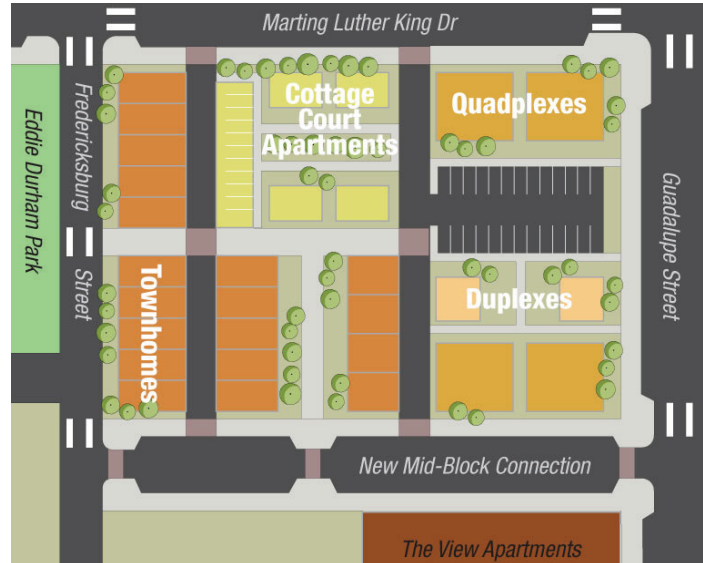 Marting Luther King Dr
Eddie Durham Park
Fredericksburg
Street
Cottage
Court
Apartments
Quadplexes
Guadalupe Street
Townhomes
Duplexes
New Mid-Block Connection
The View Apartments